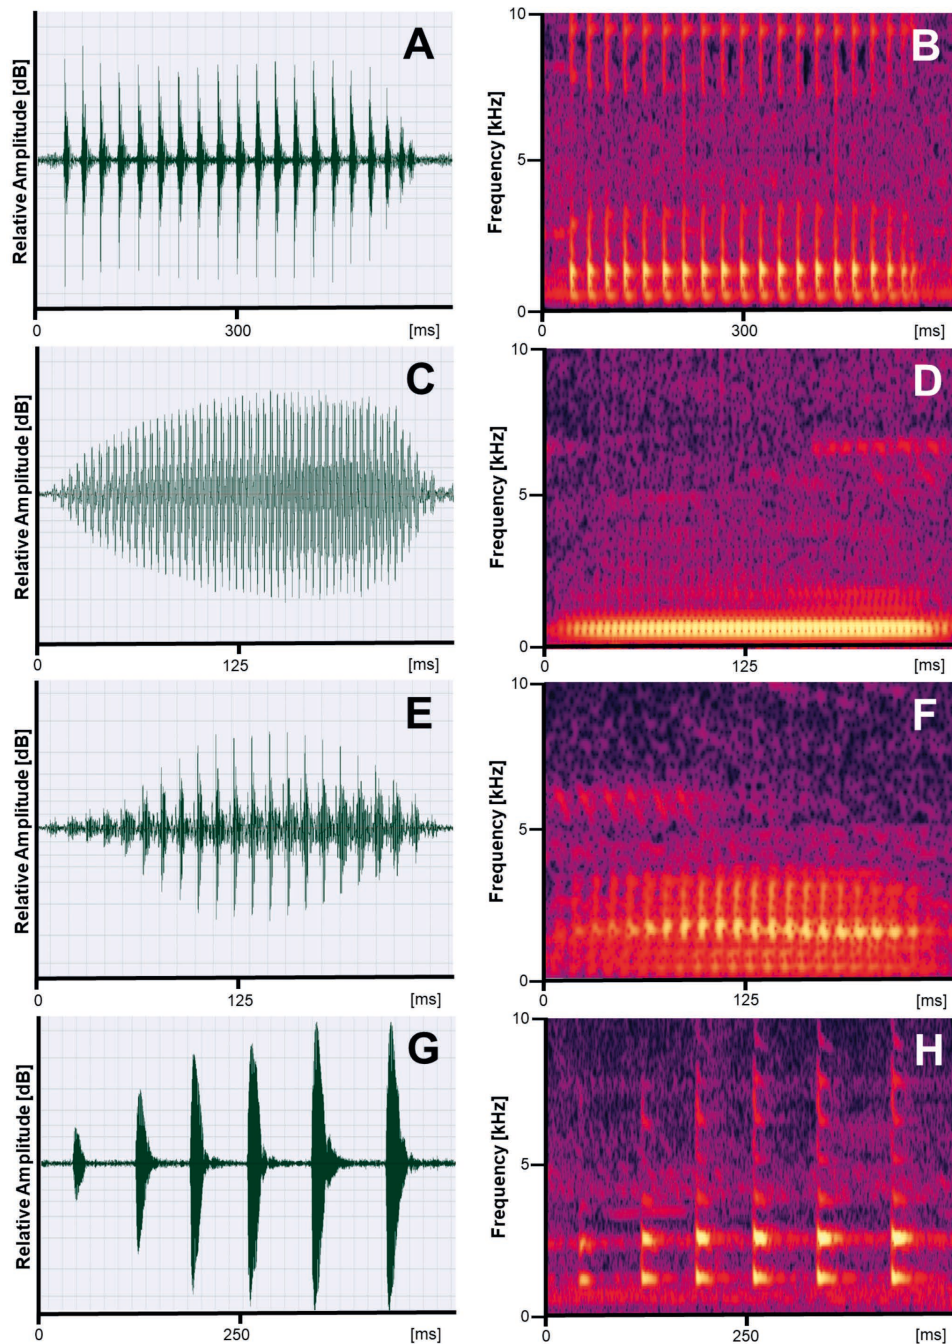 A
Relative Amplitude [dB]
0
300
[ms]
B
Frequency [kHz]
10
5
0
0
300
[ms]
C
Relative Amplitude [dB]
0
125
[ms]
D
Frequency [kHz]
10
5
0
0
125
[ms]
E
Relative Amplitude [dB]
0
125
[ms]
F
Frequency [kHz]
10
5
0
0
125
[ms]
G
Relative Amplitude [dB]
0
250
[ms]
H
Frequency [kHz]
10
5
0
0
250
[ms]